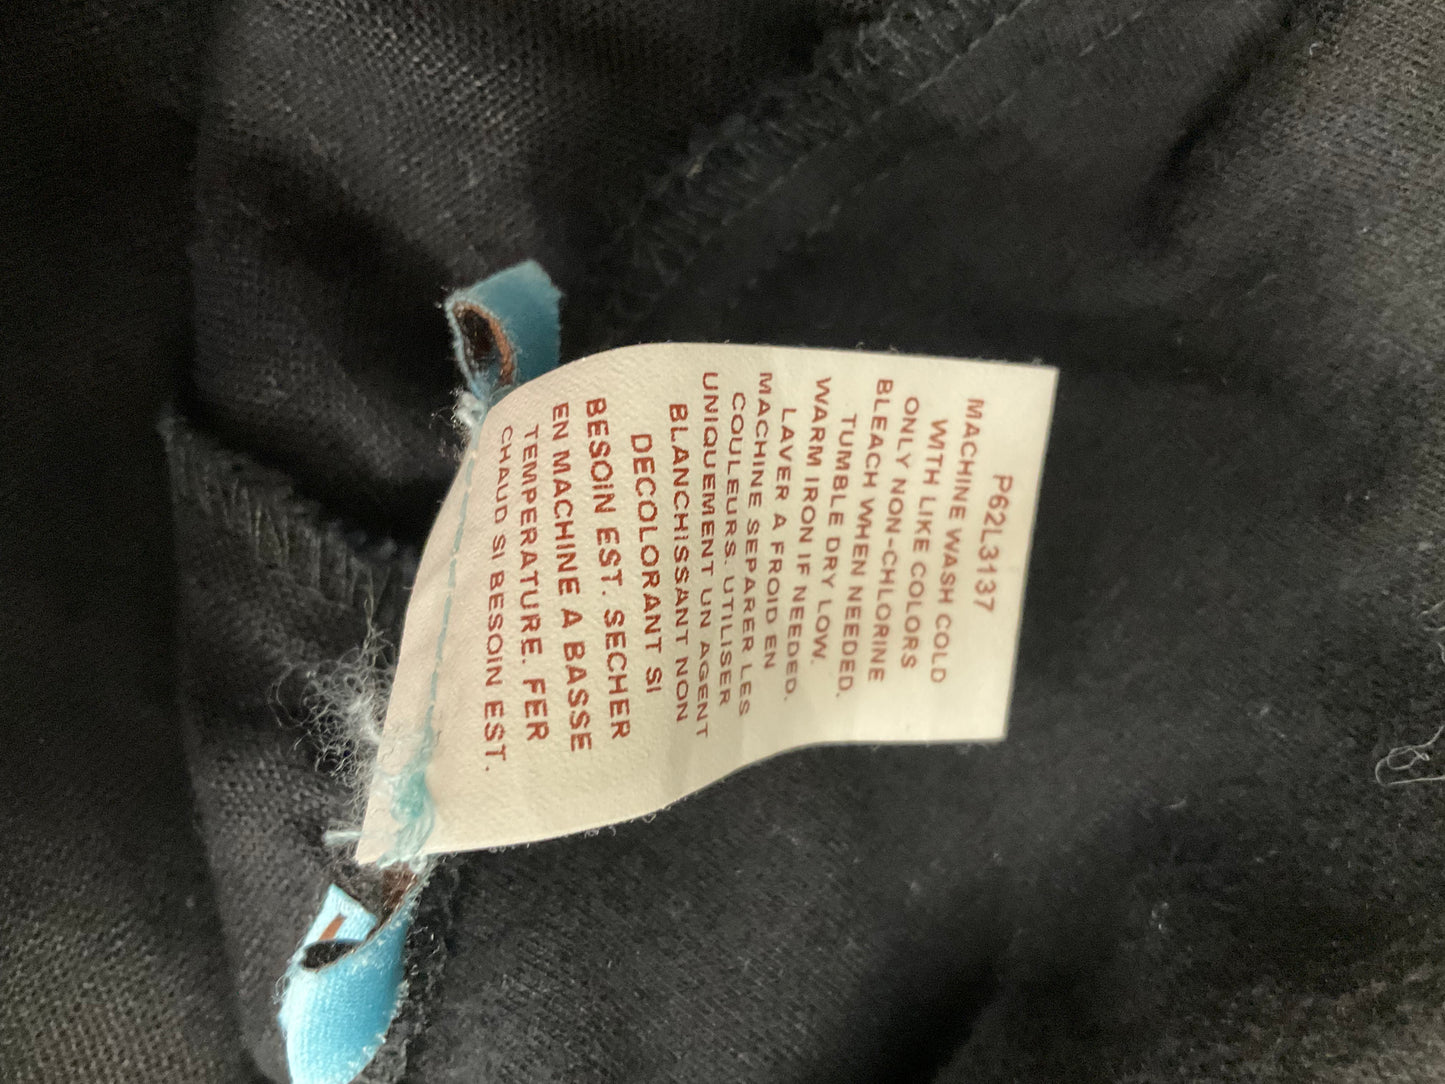 P62L3137
MACHINE WASH COLD
WITH LIKE COLORS
ONLY NON-CHLORINE
BLEACH WHEN NEEDED.
TUMBLE DRY LOW.
WARM IRON IF NEEDED.
LAVER A FROID EN
MACHINE SEPARER LES
COULEURS. UTILISER
UNIQUEMENT UN AGENT
BLANCHISSANT NON
DECOLORANT SI
BESOIN EST. SECHER
EN MACHINE A BASSE
TEMPERATURE. FER
CHAUD SI BESOIN EST.